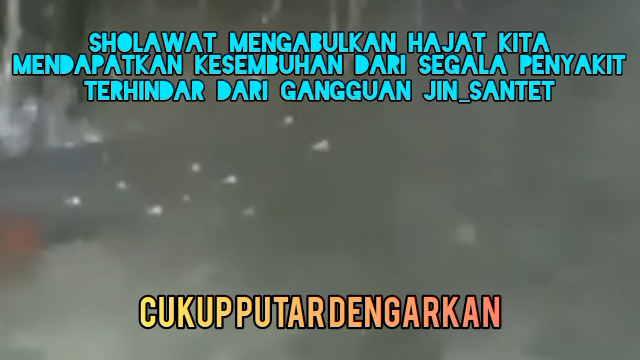 SHOLAWAT MENGABULKAN HAJAT KITA
MENDAPATKAN KESEMBUHAN DARI SEGALA PENYAKIT
TERHINDAR DARI GANGGUAN JIN_SANTET
CUKUP PUTAR DENGARKAN